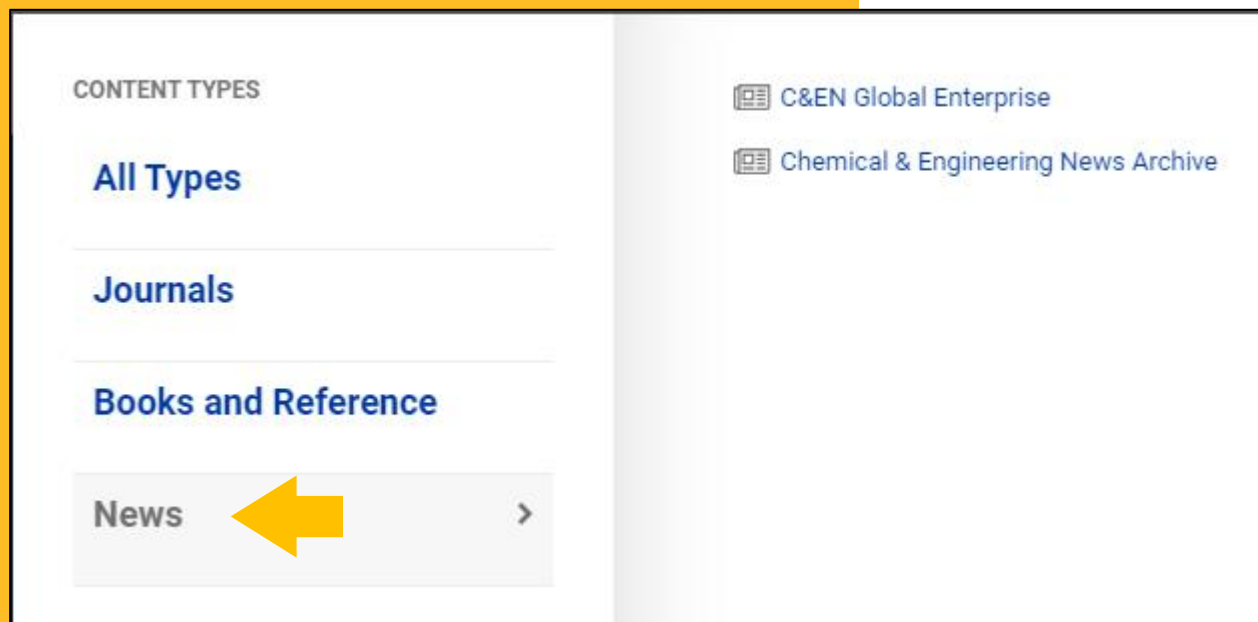 CONTENT TYPES
All Types
Journals
Books and Reference
News
C&EN Global Enterprise
Chemical & Engineering News Archive